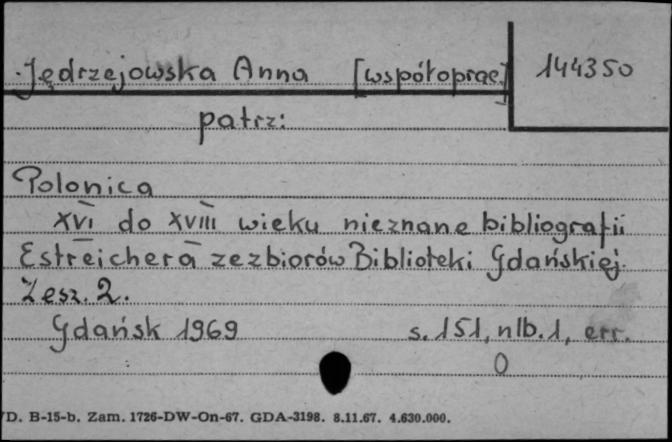 Jędrzejowska Anna [współoprac.] 144350
patrz:
Polonica
XVI do XVIII wieku nieznane bibliografii
Estreichera ze zbiorów Biblioteki Gdańskiej.
Zesz. 2.
Gdańsk 1969 s. 151, nlb. 1, err.
0
D. B-15-b. Zam. 1726-DW-On-67. GDA-3198. 8.11.67. 4.630.000.